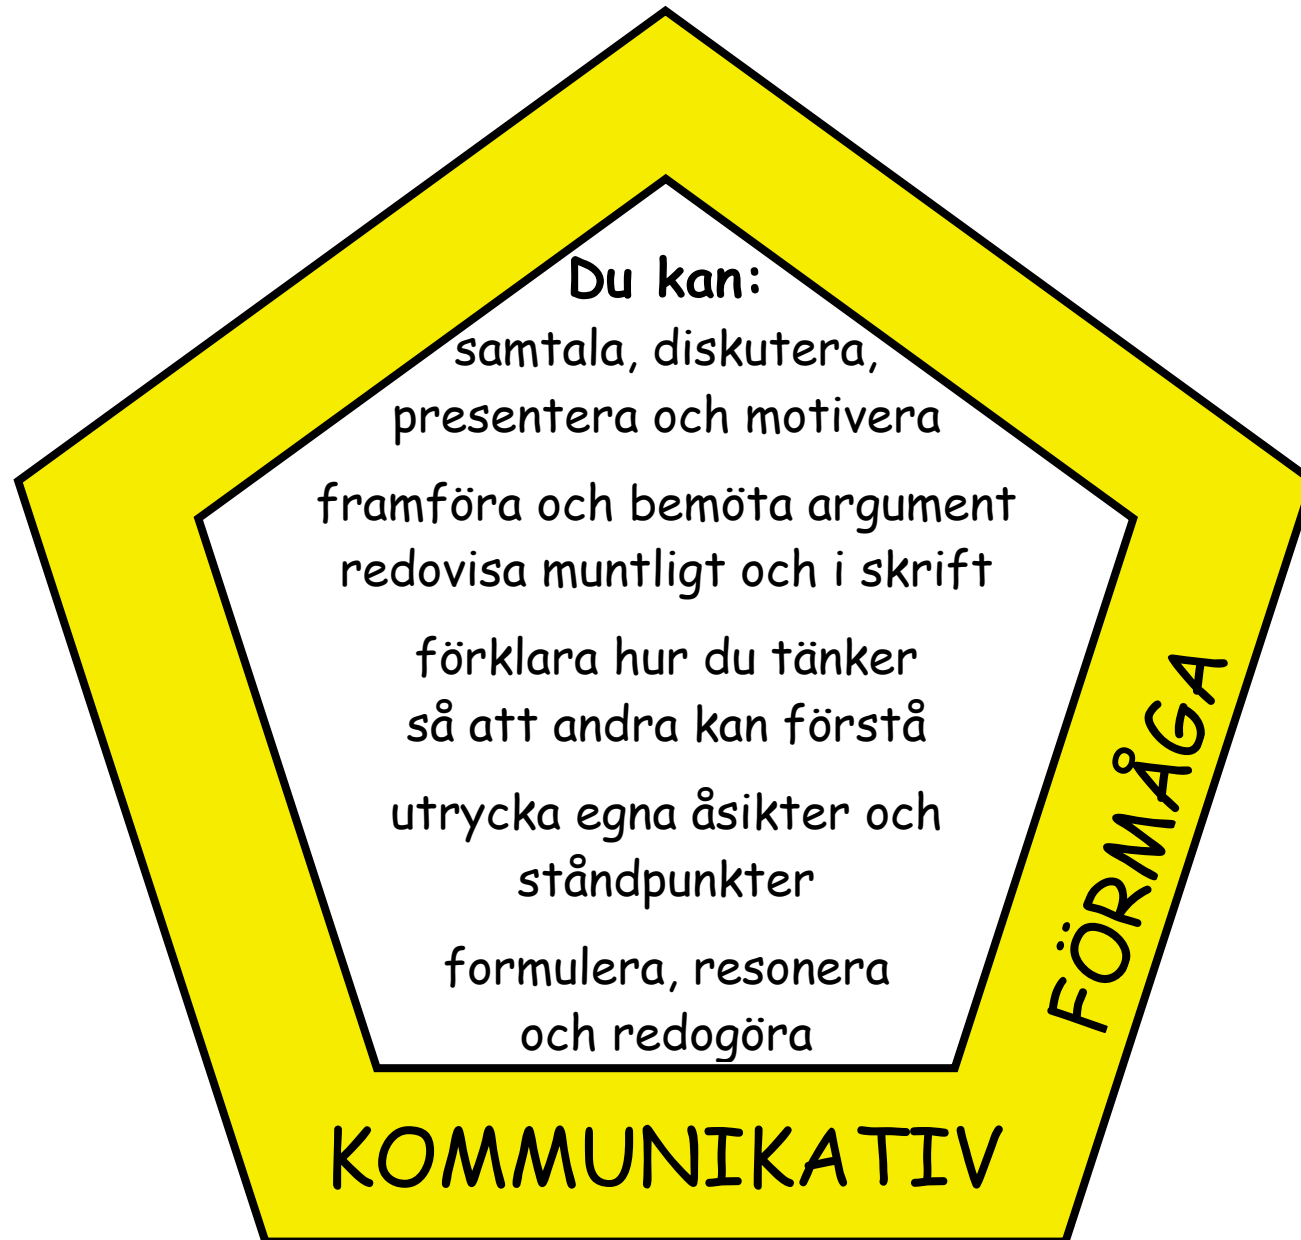 Du kan:
samtala, diskutera,
presentera och motivera
framföra och bemöta argument
redovisa muntligt och i skrift
förklara hur du tänker
så att andra kan förstå
utrycka egna åsikter och
ståndpunkter
formulera, resonera
och redogöra
KOMMUNIKATIV
FÖRMÅGA